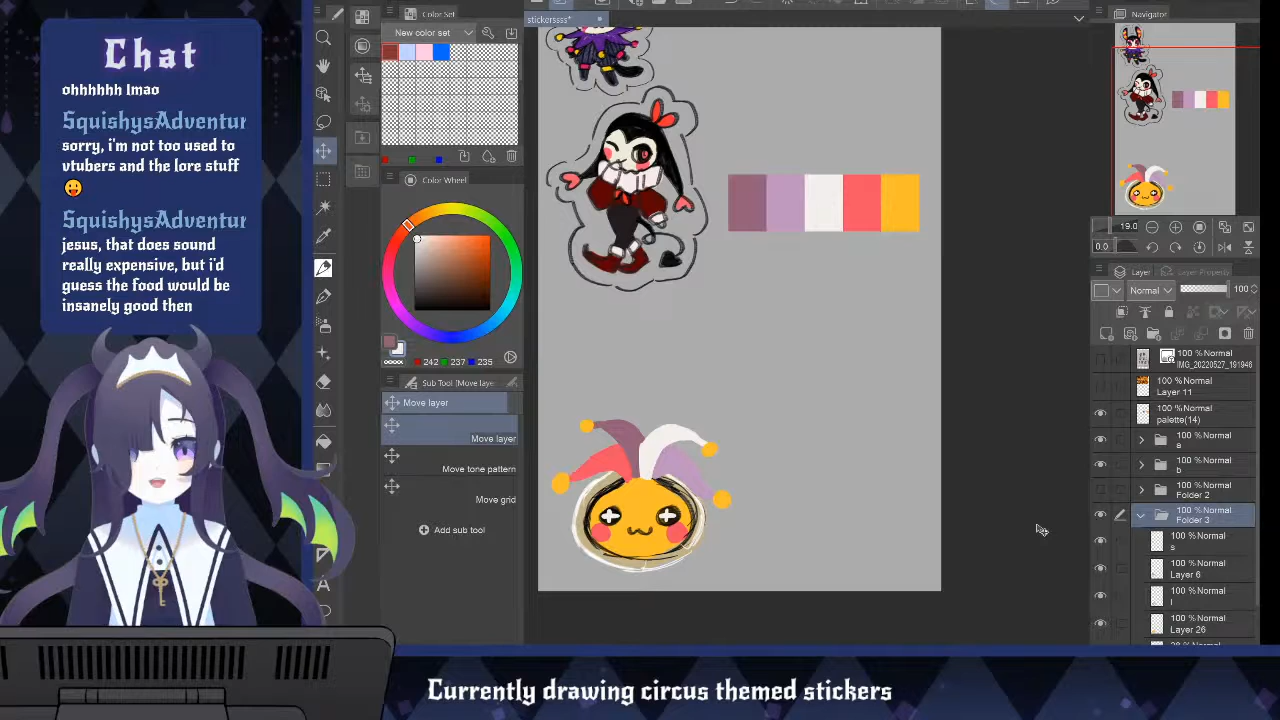 Chat
ohhhhhh lmao
SquishysAdventur
sorry, i'm not too used to
vtubers and the lore stuff
SquishysAdventur
jesus, that does sound
really expensive, but i'd
guess the food would be
insanely good then
Color Set
New color set
Color Wheel
242 237 235
Sub Tool (Move laye
Move layer
Move layer
Move tone pattern
Move grid
Add sub tool
stickerssss*
Navigator
19.0
0.0
Layer
Layer Property
Normal
100
100 % Normal
IMG_20220527_191946
100 % Normal
Layer 11
100 % Normal
palette(14)
100 % Normal
a
100 % Normal
b
100 % Normal
Folder 2
100 % Normal
Folder 3
100 % Normal
s
100 % Normal
Layer 6
100 % Normal
l
100 % Normal
Layer 26
Currently drawing circus themed stickers